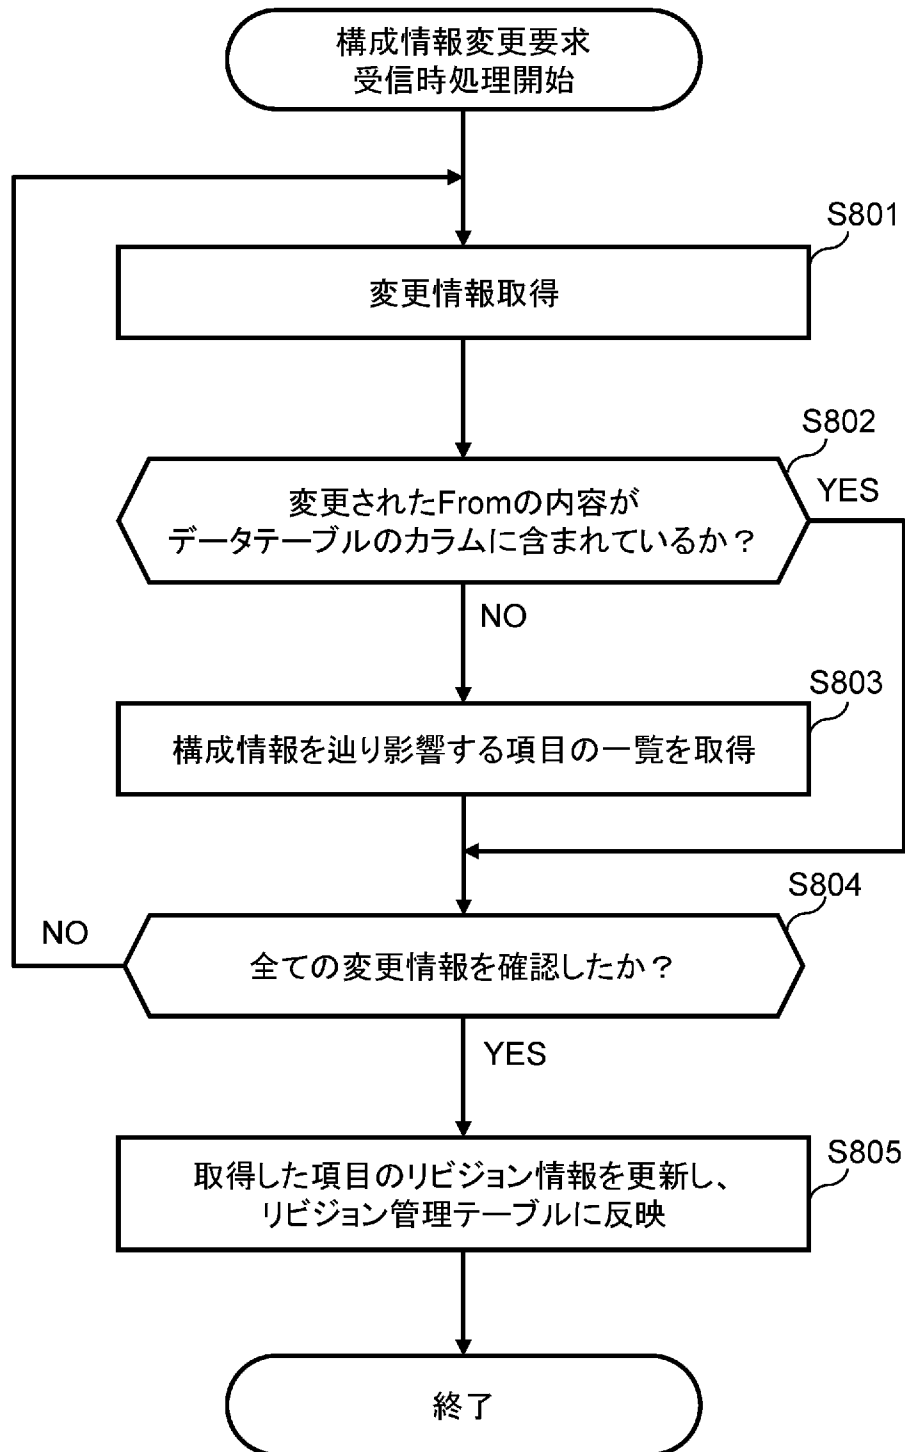 構成情報変更要求
受信時処理開始
S801
変更情報取得
S802
変更されたFromの内容が
データテーブルのカラムに含まれているか？
YES
NO
S803
構成情報を辿り影響する項目の一覧を取得
S804
全ての変更情報を確認したか？
NO
YES
S805
取得した項目のリビジョン情報を更新し、
リビジョン管理テーブルに反映
終了